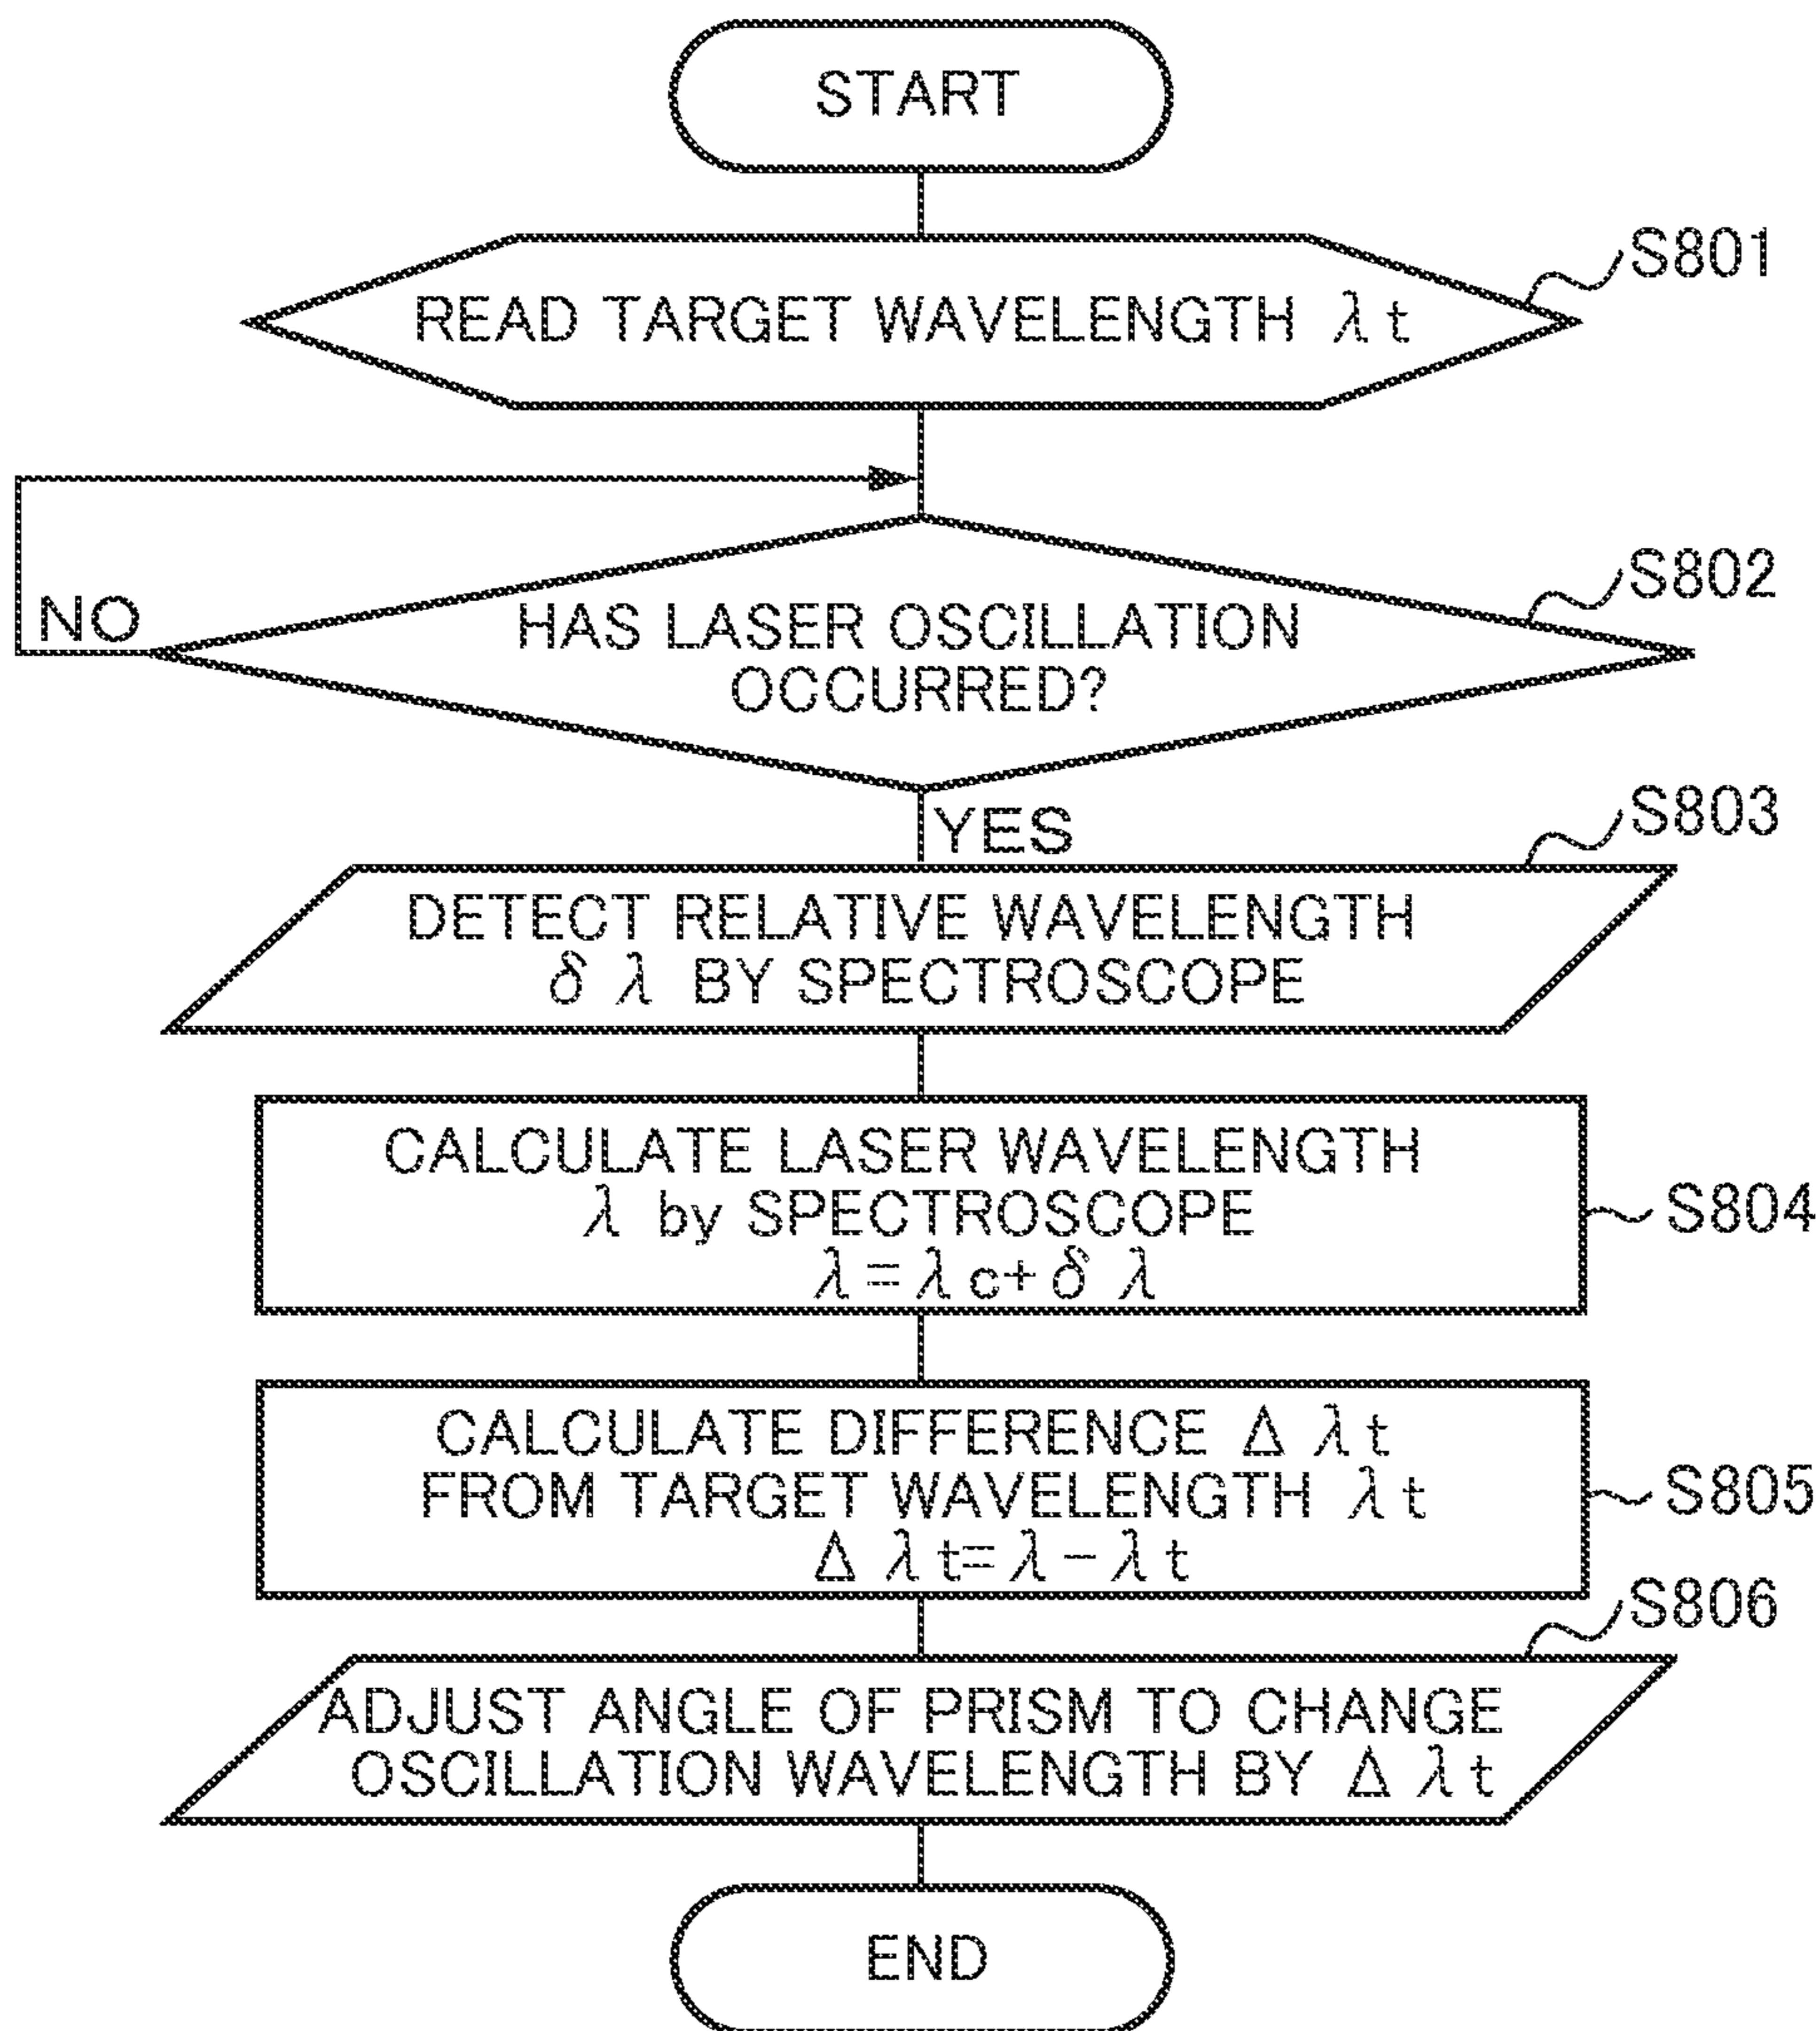 START
S801
READ TARGET WAVELENGTH λt
S802
NO
HAS LASER OSCILLATION
OCCURRED?
YES
S803
DETECT RELATIVE WAVELENGTH
δλ BY SPECTROSCOPE
CALCULATE LASER WAVELENGTH
λ by SPECTROSCOPE
λ=λc+δλ
S804
CALCULATE DIFFERENCE Δλt
FROM TARGET WAVELENGTH λt
Δλt=λ-λt
S805
S806
ADJUST ANGLE OF PRISM TO CHANGE
OSCILLATION WAVELENGTH BY Δλt
END